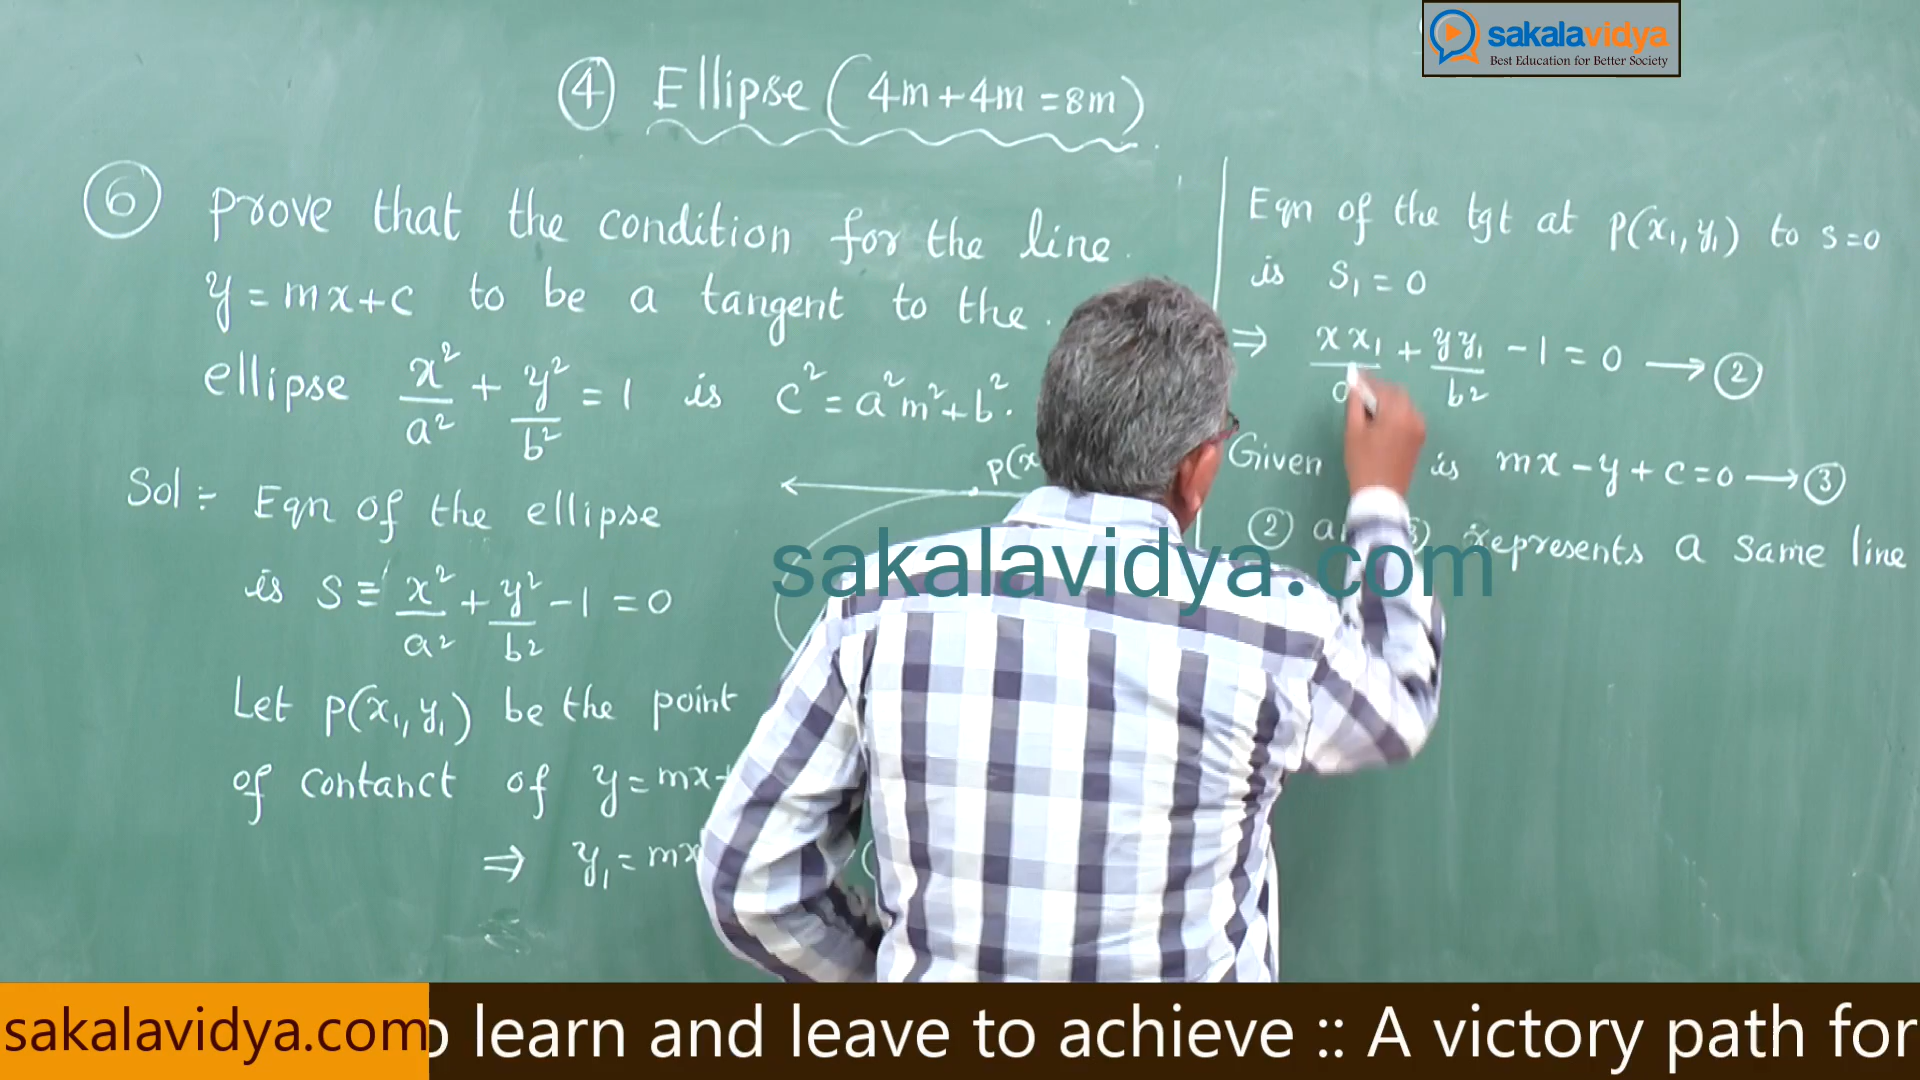 sakalavidya
Best Education for Better Society
④ Ellipse (4m+4m=8m)
⑥ prove that the condition for the line
y=mx+c to be a tangent to the
ellipse x²/a² + y²/b² = 1 is c²=a²m²+b².
Sol:- Eqn of the ellipse
is S ≡ x²/a² + y²/b² - 1 = 0
Let P(x₁, y₁) be the point
of contanct of y=mx+
⇒ y₁=mx
P(x
Eqn of the tgt at P(x₁, y₁) to S=0
is S₁ = 0
⇒ xx₁/a + yy₁/b² - 1 = 0 → ②
Given is mx-y+c=0 → ③
② a 3) represents a same line
sakalavidya.com
sakalavidya.com
o learn and leave to achieve :: A victory path for